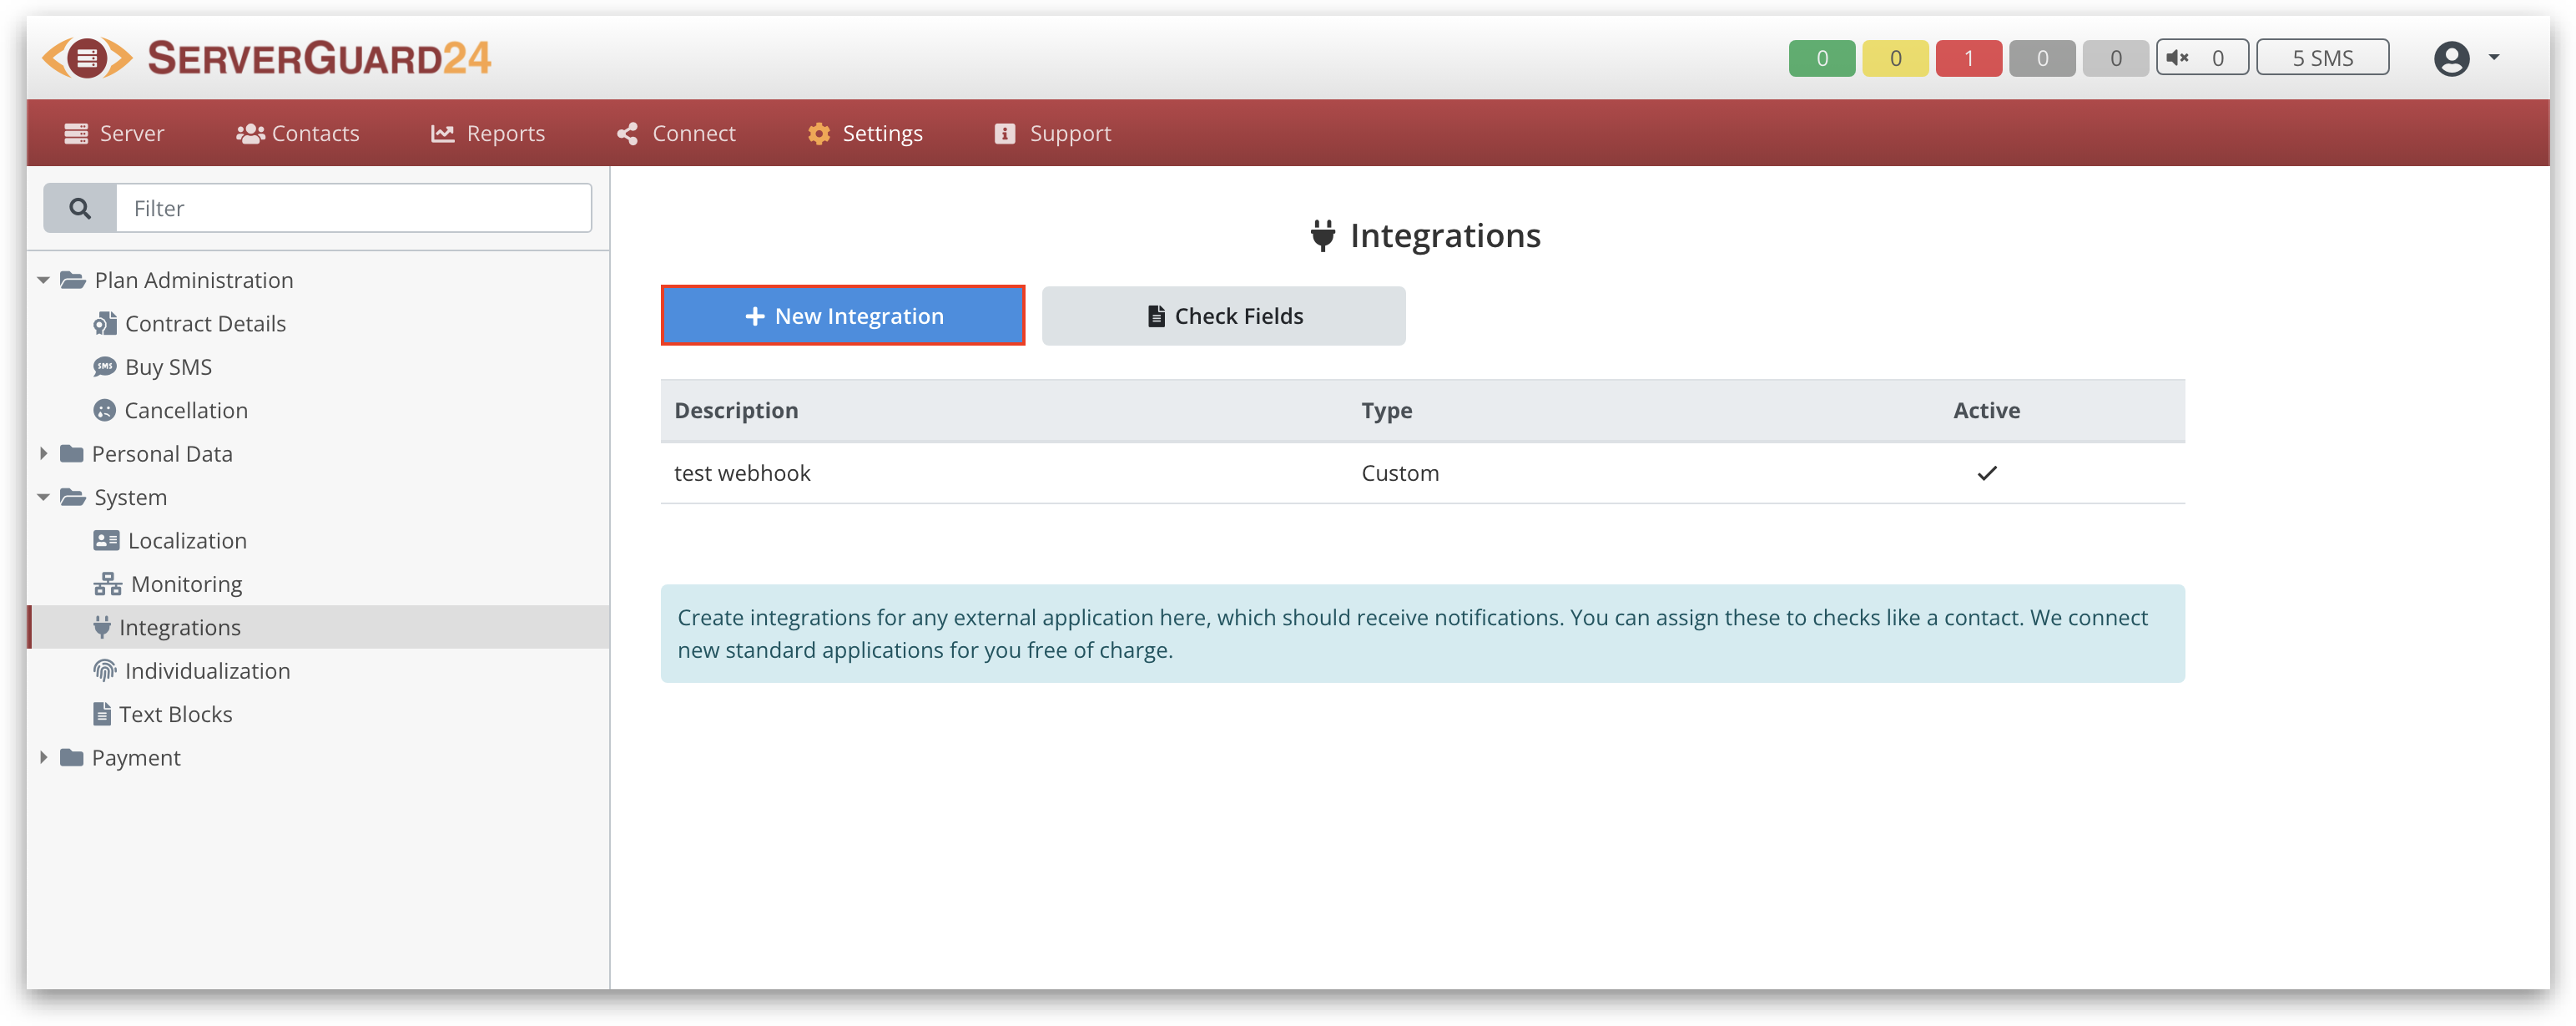 SERVERGUARD24
0 0 1 0 0 0 5 SMS
Server Contacts Reports Connect Settings Support
Filter
Plan Administration
Contract Details
SMS Buy SMS
Cancellation
Personal Data
System
Localization
Monitoring
Integrations
Individualization
Text Blocks
Payment
Integrations
+ New Integration Check Fields
Description Type Active
test webhook Custom ✓
Create integrations for any external application here, which should receive notifications. You can assign these to checks like a contact. We connect
new standard applications for you free of charge.